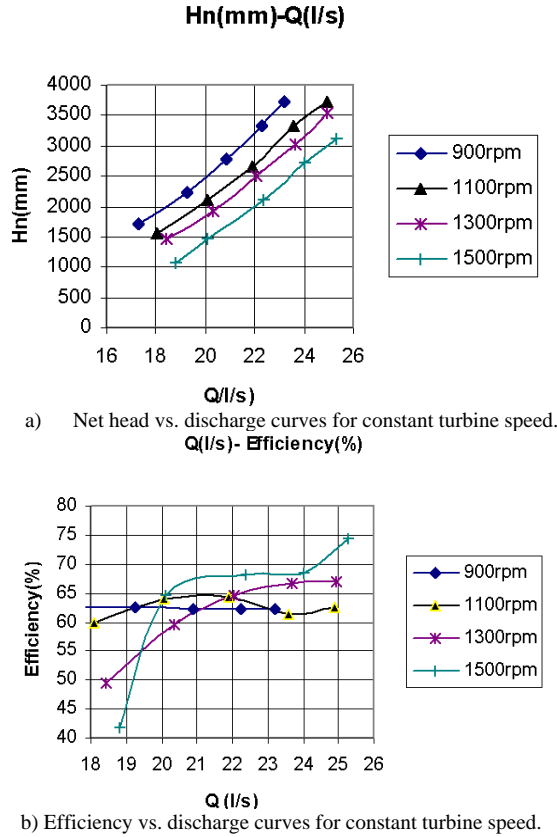 Hn(mm)-Q(l/s)
4000
3500
3000
2500
2000
1500
1000
500
0
Hn(mm)
16 18 20 22 24 26
Q/l/s)
900rpm
1100rpm
1300rpm
1500rpm
a) Net head vs. discharge curves for constant turbine speed.
Q(l/s)- Efficiency(%)
80
75
70
65
60
55
50
45
40
Efficiency(%)
18 19 20 21 22 23 24 25 26
Q (l/s)
900rpm
1100rpm
1300rpm
1500rpm
b) Efficiency vs. discharge curves for constant turbine speed.